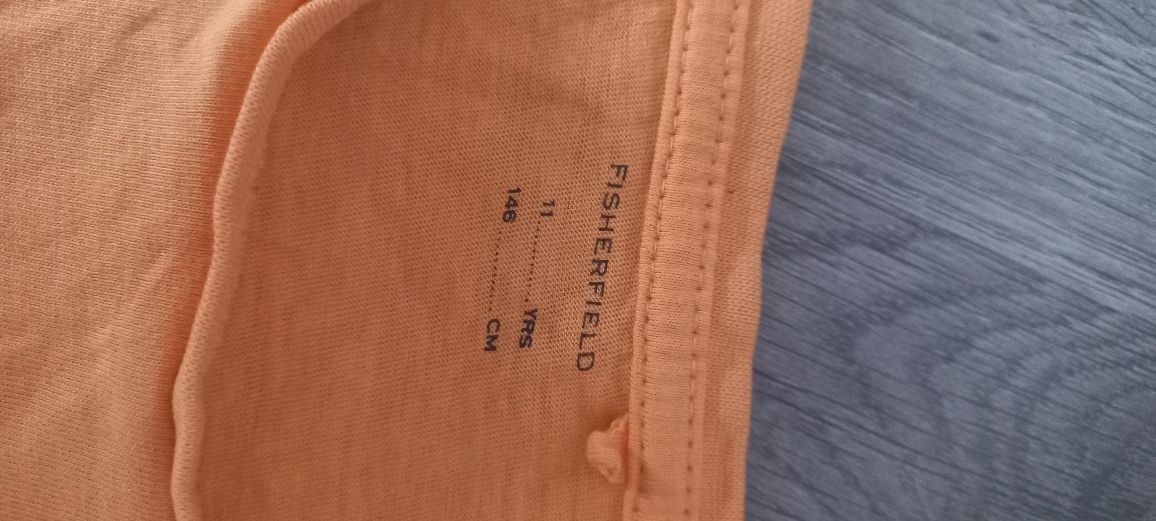 FISHERFIELD
11 .......... YRS
146 .......... CM